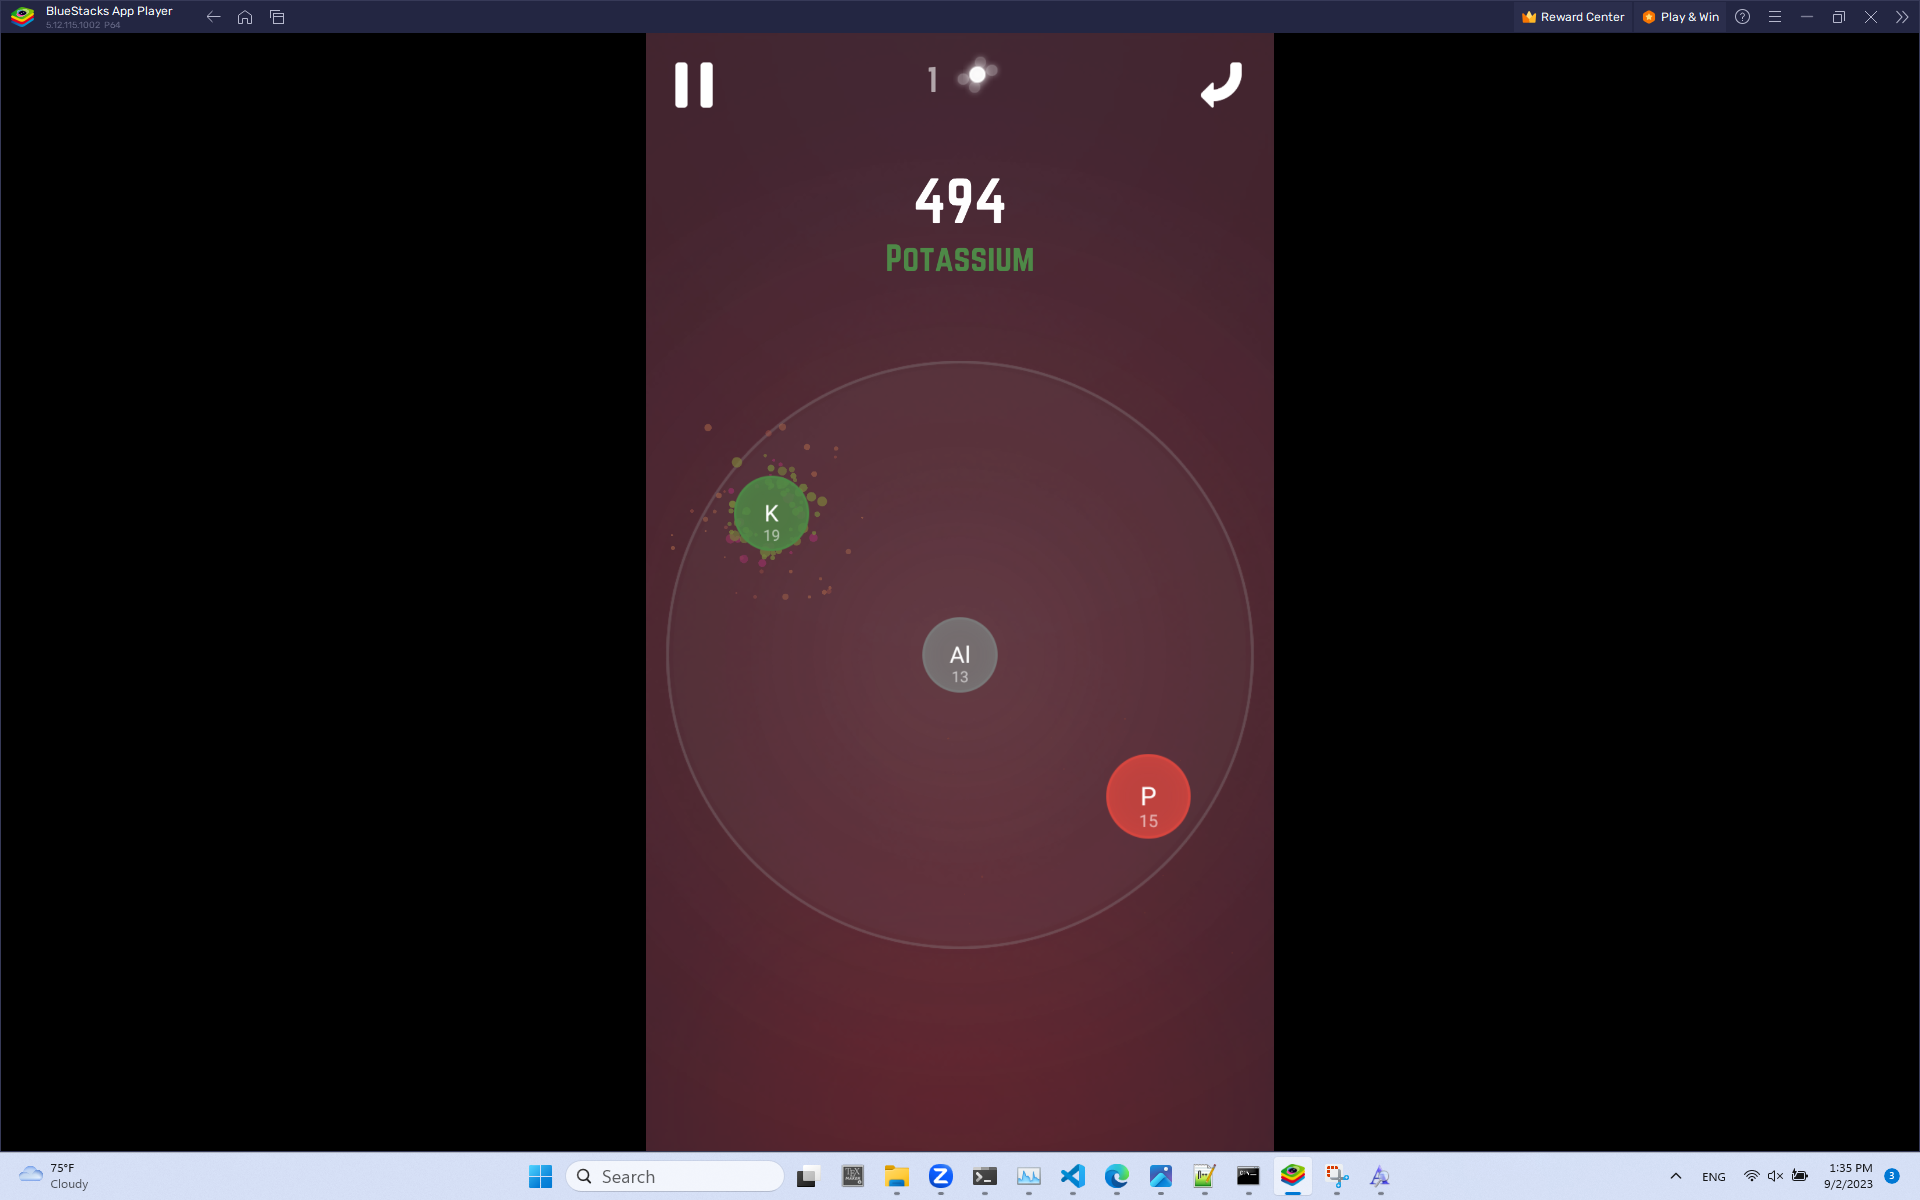 BlueStacks App Player
5.12.115.1002 P64
Reward Center
Play & Win
1
494
POTASSIUM
K
19
Al
13
P
15
75°F
Cloudy
Search
ENG
1:35 PM
9/2/2023
3